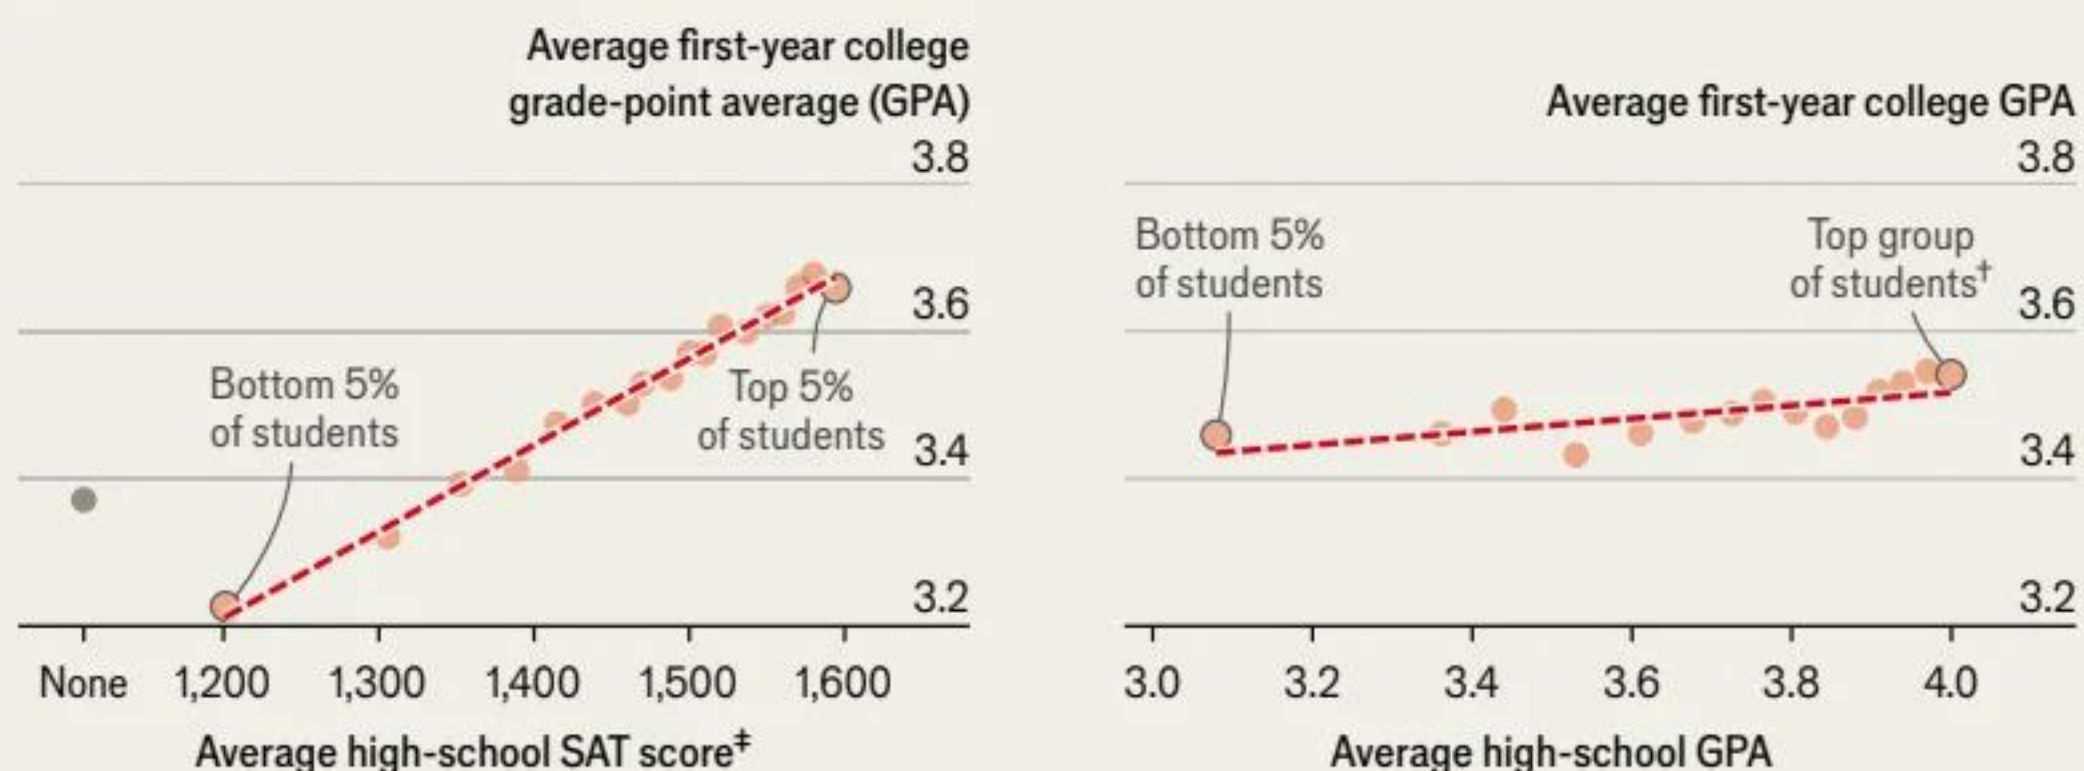 Average first-year college
grade-point average (GPA)
3.8
3.6
3.4
3.2
Bottom 5%
of students
Top 5%
of students
None 1,200 1,300 1,400 1,500 1,600
Average high-school SAT score‡
Average first-year college GPA
3.8
3.6
3.4
3.2
Bottom 5%
of students
Top group
of students†
3.0 3.2 3.4 3.6 3.8 4.0
Average high-school GPA